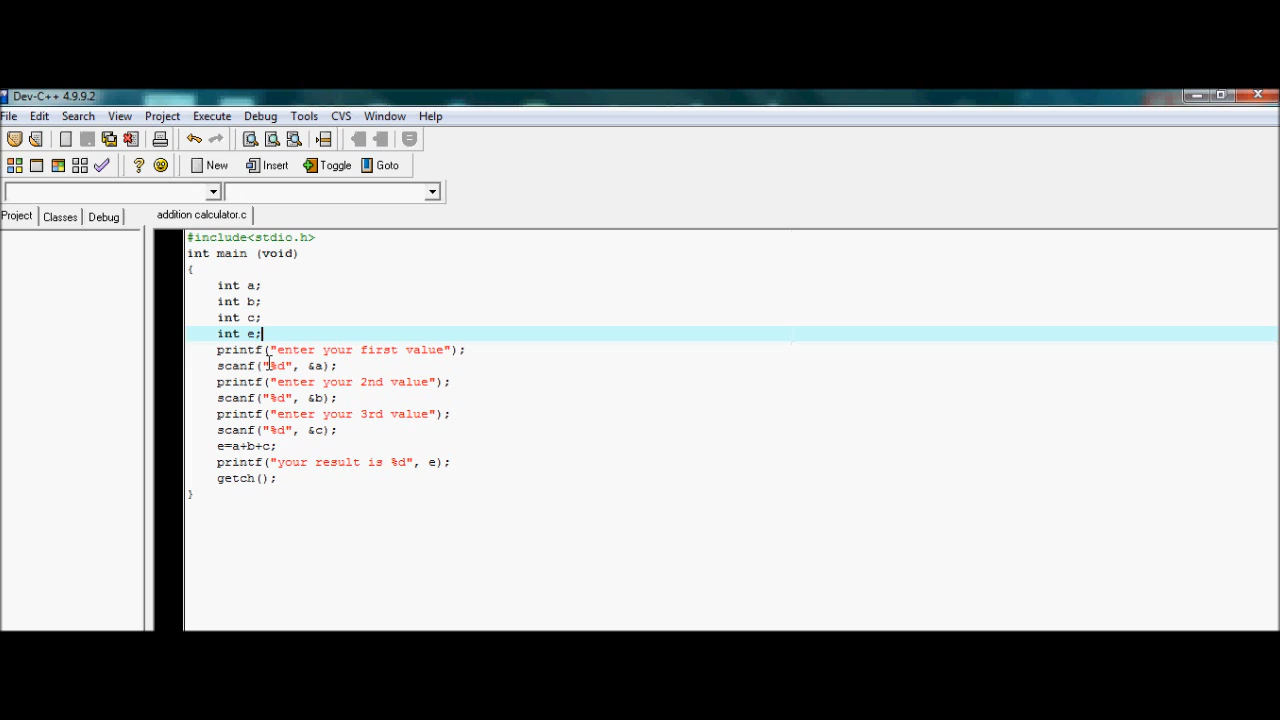 Dev-C++ 4.9.9.2
File Edit Search View Project Execute Debug Tools CVS Window Help
New Insert Toggle Goto
Project Classes Debug addition calculator.c
#include<stdio.h>
int main (void)
{
int a;
int b;
int c;
int e;
printf("enter your first value");
scanf("%d", &a);
printf("enter your 2nd value");
scanf("%d", &b);
printf("enter your 3rd value");
scanf("%d", &c);
e=a+b+c;
printf("your result is %d", e);
getch();
}